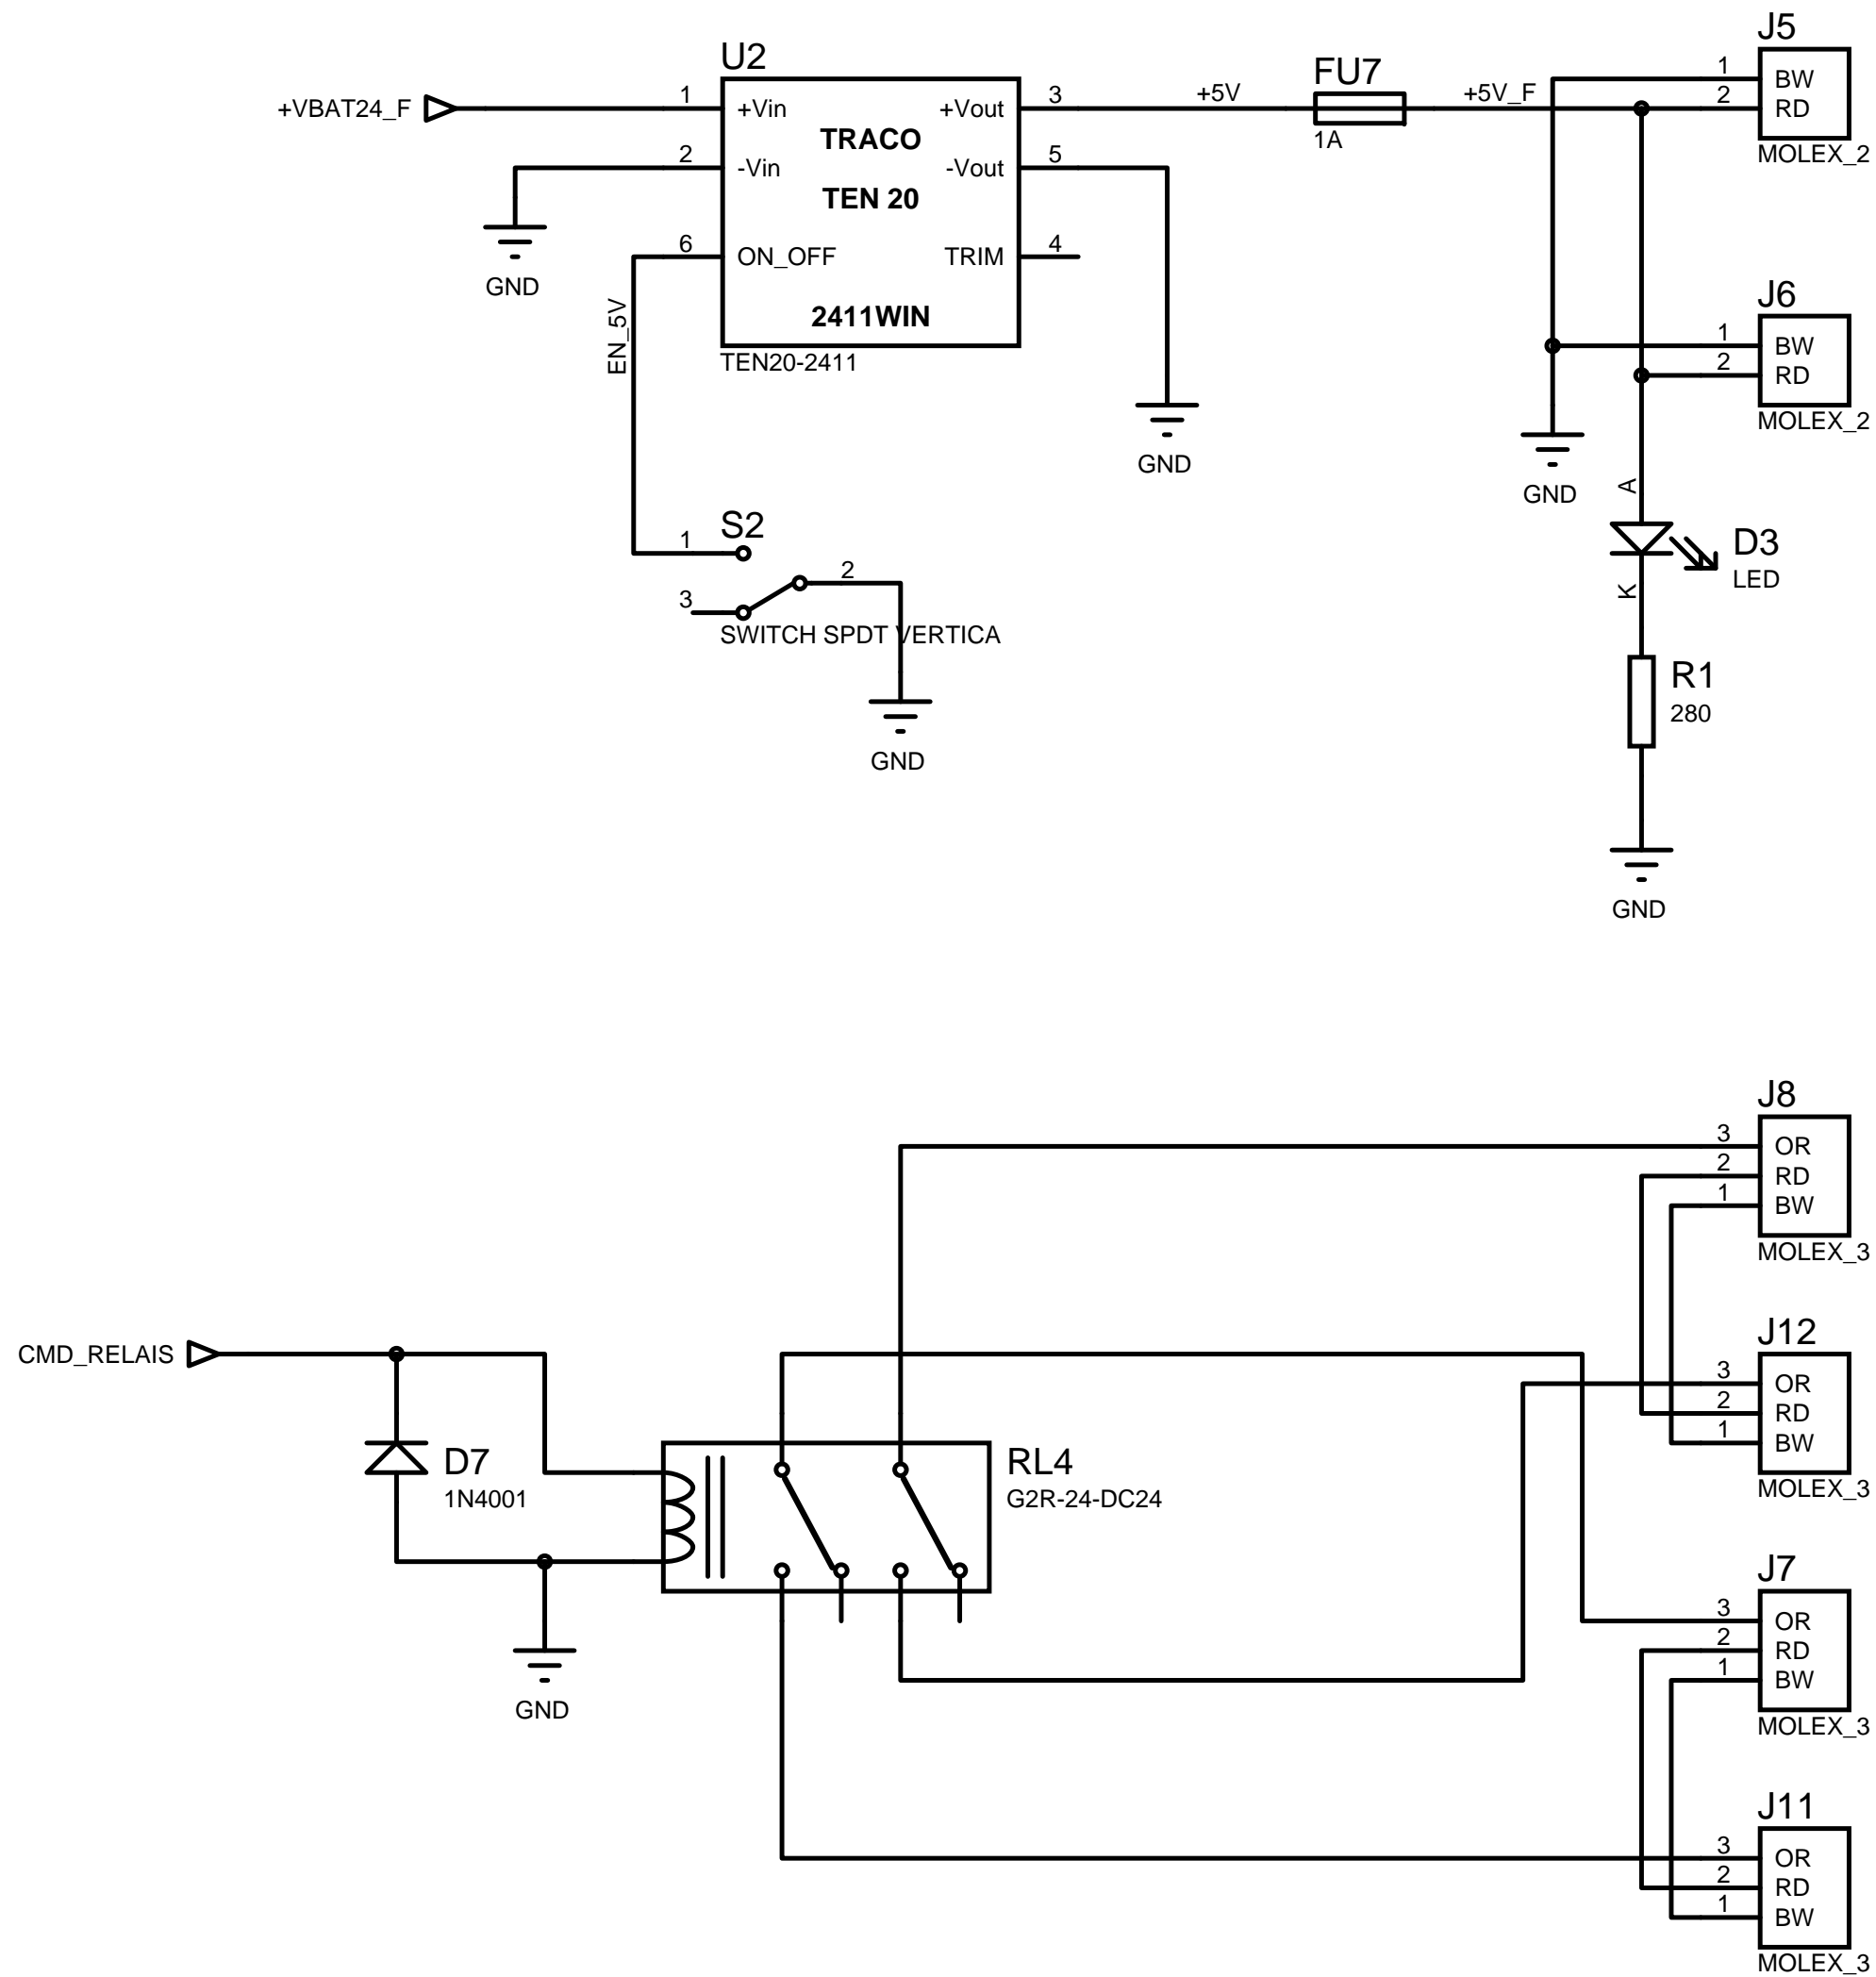 J5
U2
FU7
1
BW
+VBAT24_F
1
+Vin
+Vout
3
+5V
+5V_F
2
RD
TRACO
1A
MOLEX_2
2
-Vin
-Vout
5
TEN 20
6
ON_OFF
TRIM
4
GND
J6
EN_5V
2411WIN
1
BW
TEN20-2411
2
RD
MOLEX_2
GND
A
GND
S2
1
D3
2
LED
3
K
SWITCH SPDT VERTICA
R1
280
GND
GND
J8
3
OR
2
RD
1
BW
MOLEX_3
J12
CMD_RELAIS
3
OR
2
RD
1
BW
D7
RL4
1N4001
G2R-24-DC24
MOLEX_3
J7
3
OR
2
RD
1
BW
GND
MOLEX_3
J11
3
OR
2
RD
1
BW
MOLEX_3